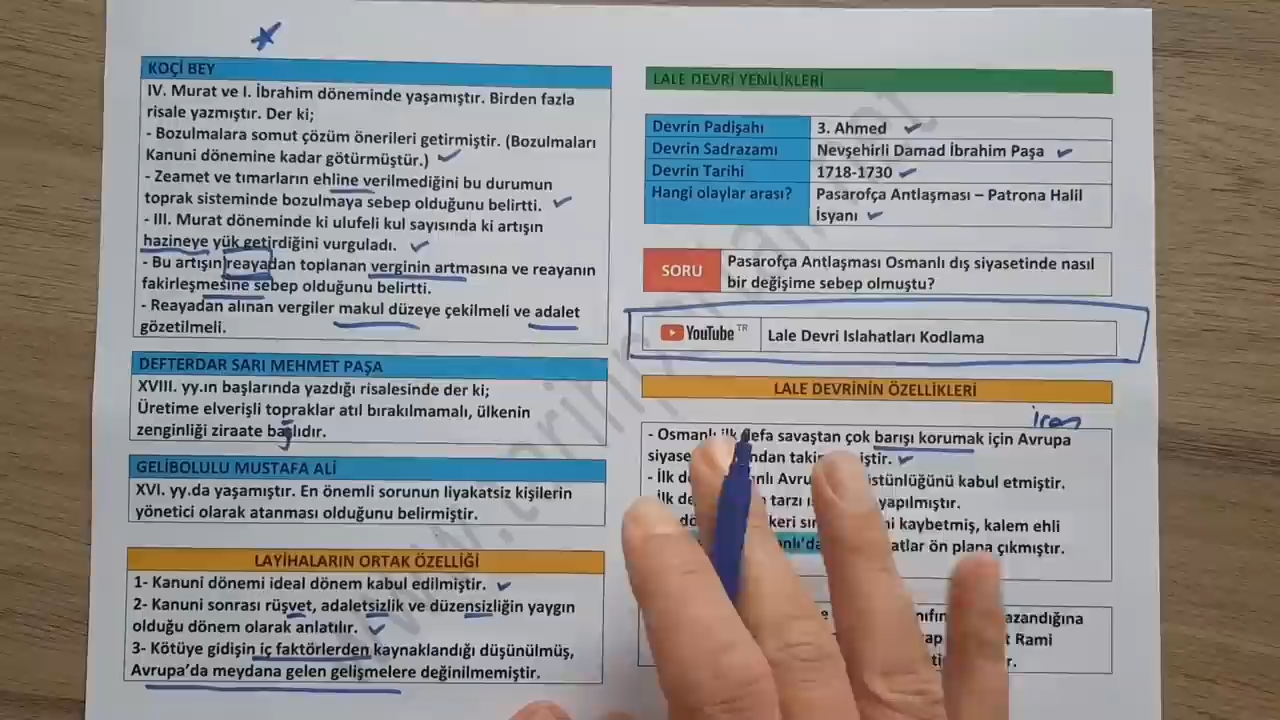 KOÇİ BEY
IV. Murat ve I. İbrahim döneminde yaşamıştır. Birden fazla
risale yazmıştır. Der ki;
- Bozulmalara somut çözüm önerileri getirmiştir. (Bozulmaları
Kanuni dönemine kadar götürmüştür.)
- Zeamet ve tımarların ehline verilmediğini bu durumun
toprak sisteminde bozulmaya sebep olduğunu belirtti.
- III. Murat döneminde ki ulufeli kul sayısında ki artışın
hazineye yük getirdiğini vurguladı.
- Bu artışın reayadan toplanan verginin artmasına ve reayanın
fakirleşmesine sebep olduğunu belirtti.
- Reayadan alınan vergiler makul düzeye çekilmeli ve adalet
gözetilmeli.
DEFTERDAR SARI MEHMET PAŞA
XVIII. yy.ın başlarında yazdığı risalesinde der ki;
Üretime elverişli topraklar atıl bırakılmamalı, ülkenin
zenginliği ziraate bağlıdır.
GELİBOLULU MUSTAFA ALİ
XVI. yy.da yaşamıştır. En önemli sorunun liyakatsiz kişilerin
yönetici olarak atanması olduğunu belirmiştir.
LAYİHALARIN ORTAK ÖZELLİĞİ
1- Kanuni dönemi ideal dönem kabul edilmiştir.
2- Kanuni sonrası rüşvet, adaletsizlik ve düzensizliğin yaygın
olduğu dönem olarak anlatılır.
3- Kötüye gidişin iç faktörlerden kaynaklandığı düşünülmüş,
Avrupa'da meydana gelen gelişmelere değinilmemiştir.
LALE DEVRİ YENİLİKLERİ
Devrin Padişahı 3. Ahmed
Devrin Sadrazamı Nevşehirli Damad İbrahim Paşa
Devrin Tarihi 1718-1730
Hangi olaylar arası? Pasarofça Antlaşması – Patrona Halil
İsyanı
SORU Pasarofça Antlaşması Osmanlı dış siyasetinde nasıl
bir değişime sebep olmuştu?
YouTube TR Lale Devri Islahatları Kodlama
LALE DEVRİNİN ÖZELLİKLERİ
iran
- Osmanlı ilk defa savaştan çok barışı korumak için Avrupa
- İlk üstünlüğünü kabul etmiştir.
tarzı yapılmıştır.
kaybetmiş, kalem ehli
ön plana çıkmıştır.
Rami